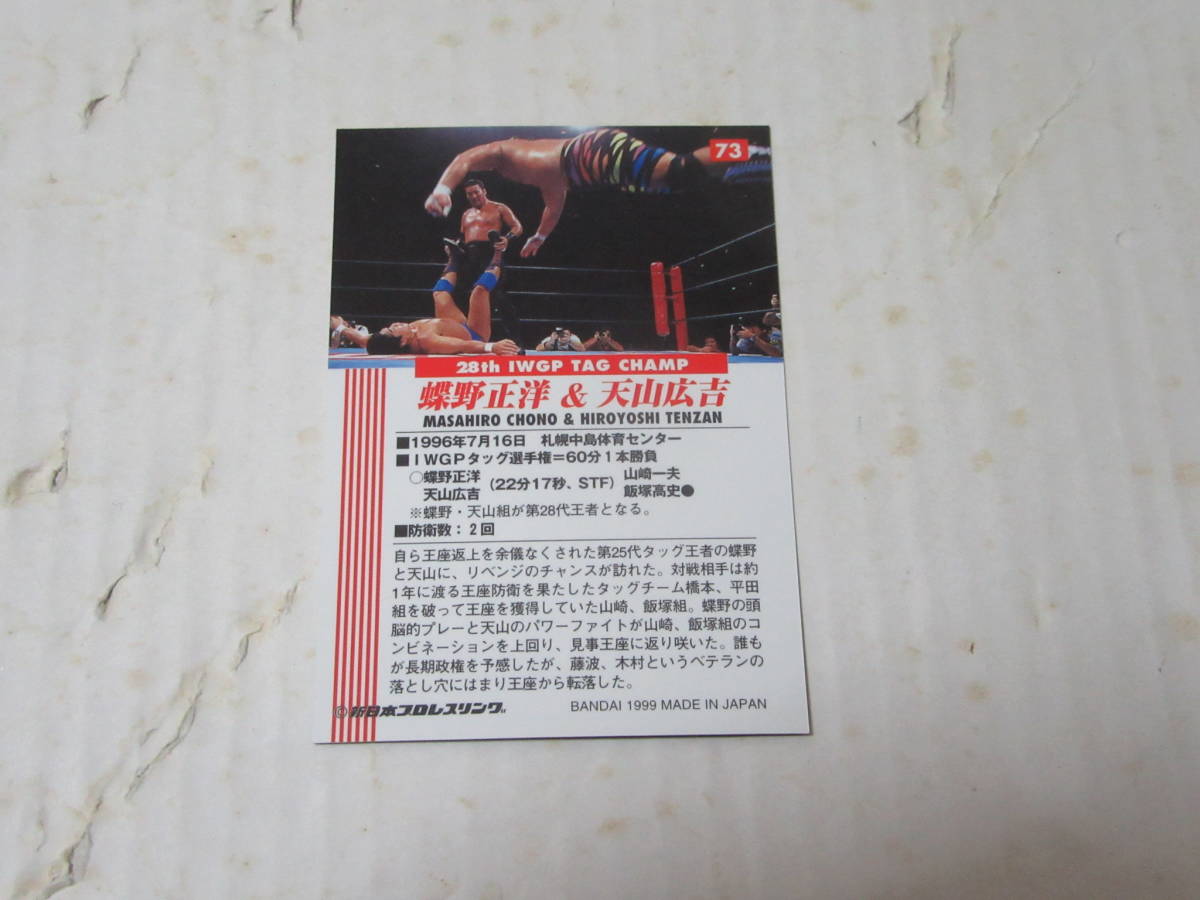 73
28th IWGP TAG CHAMP
蝶野正洋 & 天山広吉
MASAHIRO CHONO & HIROYOSHI TENZAN
■1996年7月16日 札幌中島体育センター
■IWGPタッグ選手権=60分1本勝負
○蝶野正洋 (22分17秒、STF) 山崎一夫
天山広吉 飯塚高史●
※蝶野・天山組が第28代王者となる。
■防衛数:2回
自ら王座返上を余儀なくされた第25代タッグ王者の蝶野
と天山に、リベンジのチャンスが訪れた。対戦相手は約
1年に渡る王座防衛を果たしたタッグチーム橋本、平田
組を破って王座を獲得していた山崎、飯塚組。蝶野の頭
脳的プレーと天山のパワーファイトが山崎、飯塚組のコ
ンビネーションを上回り、見事王座に返り咲いた。誰も
が長期政権を予感したが、藤波、木村というベテランの
落とし穴にはまり王座から転落した。
©新日本プロレスリング
BANDAI 1999 MADE IN JAPAN